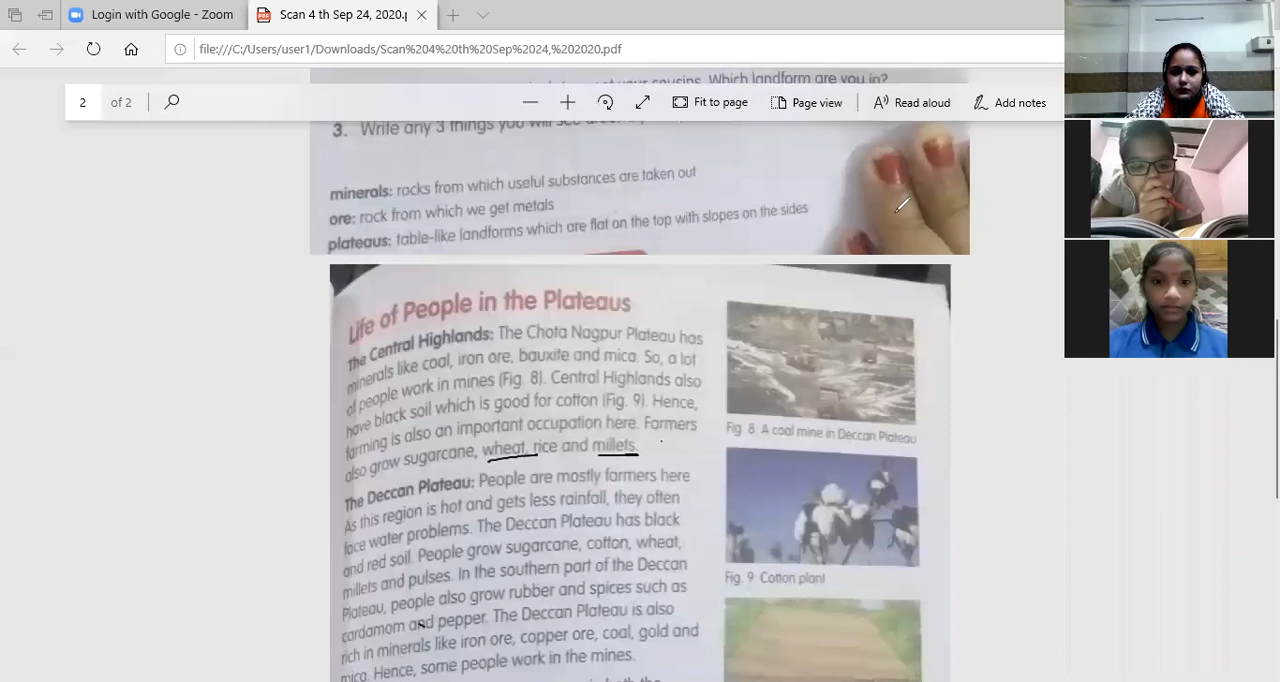 Login with Google - Zoom
Scan 4 th Sep 24, 2020.p
file:///C:/Users/user1/Downloads/Scan%204%20th%20Sep%2024,%202020.pdf
your cousins. Which landform are you in?
2 of 2
Fit to page
Page view
Read aloud
Add notes
3. Write any 3 things you will see
minerals: rocks from which useful substances are taken out
ore: rock from which we get metals
plateaus: table-like landforms which are flat on the top with slopes on the sides
Life of People in the Plateaus
The Central Highlands: The Chota Nagpur Plateau has
minerals like coal, iron ore, bauxite and mica. So, a lot
of people work in mines (Fig. 8). Central Highlands also
have black soil which is good for cotton (Fig. 9). Hence,
farming is also an important occupation here. Farmers
also grow sugarcane, wheat, rice and millets.
The Deccan Plateau: People are mostly farmers here
As this region is hot and gets less rainfall, they often
face water problems. The Deccan Plateau has black
and red soil. People grow sugarcane, cotton, wheat,
millets and pulses. In the southern part of the Deccan
Plateau, people also grow rubber and spices such as
cardamom and pepper. The Deccan Plateau is also
rich in minerals like iron ore, copper ore, coal, gold and
mica. Hence, some people work in the mines.
Fig 8 A coal mine in Deccan Plateau
Fig. 9 Cotton plant